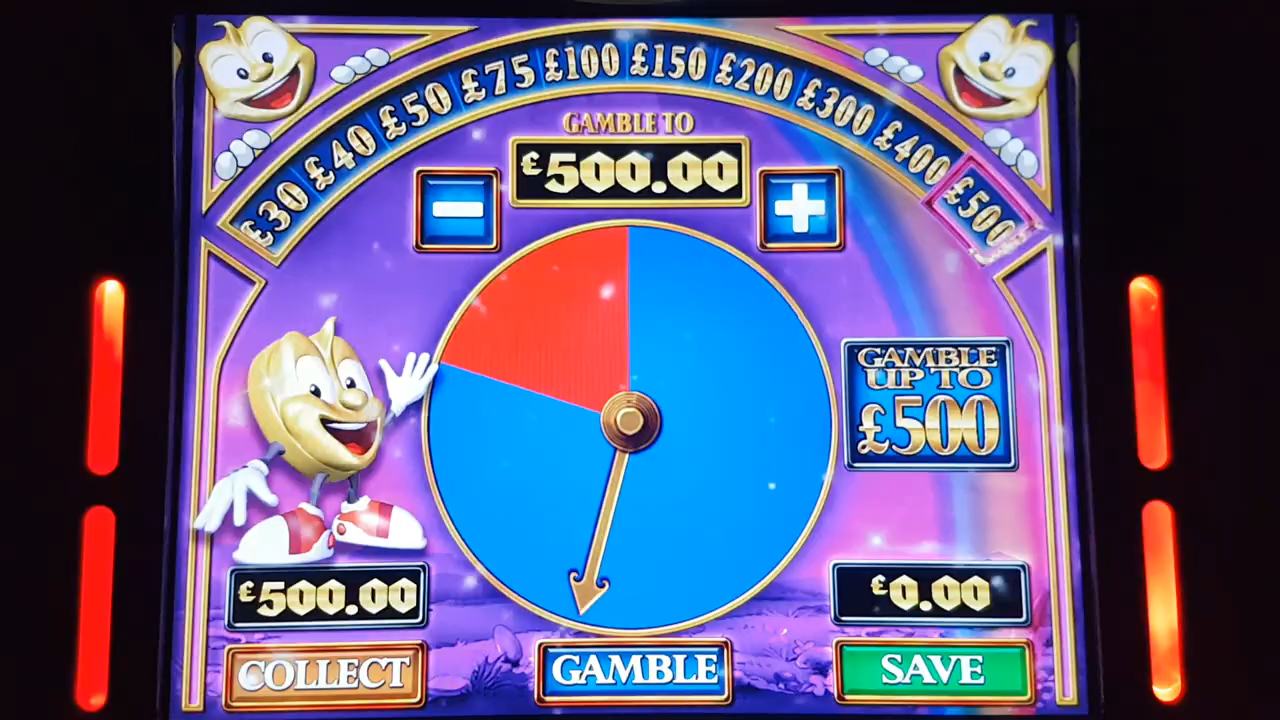 £30 £40 £50 £75 £100 £150 £200 £300 £400 £500
GAMBLE TO
£500.00
GAMBLE
UP TO
£500
£500.00
£0.00
COLLECT
GAMBLE
SAVE